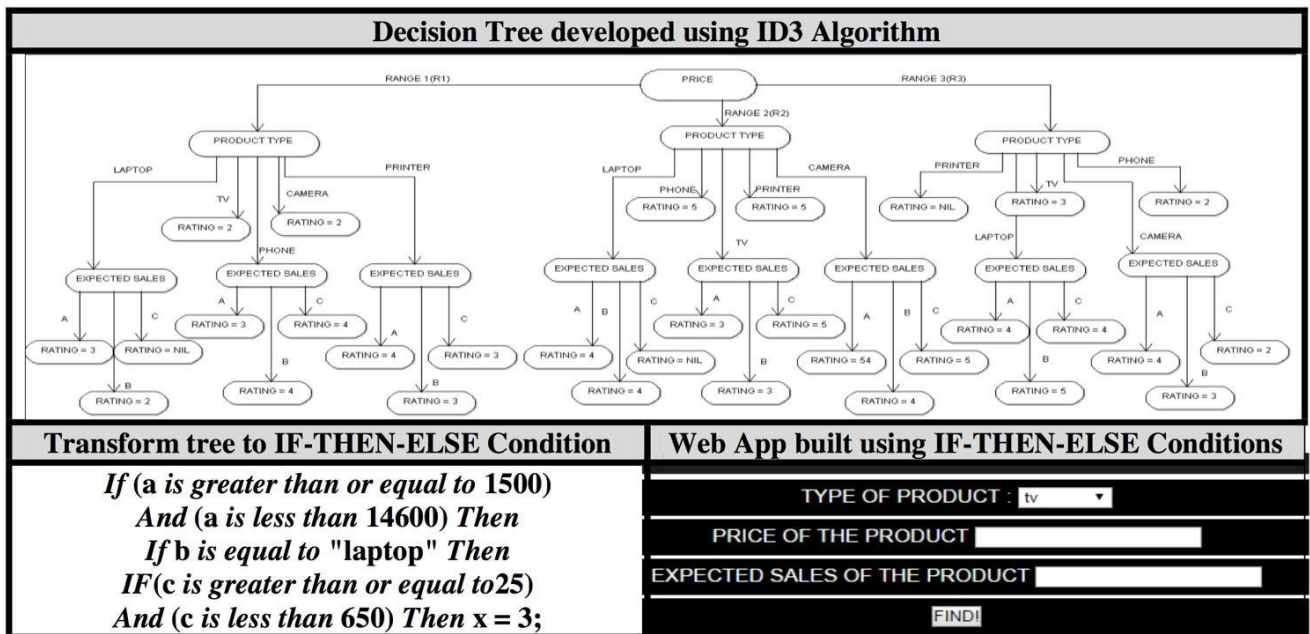 Decision Tree developed using ID3 Algorithm
RANGE 1(R1)
PRICE
RANGE 3(R3)
RANGE 2(R2)
PRODUCT TYPE
PRODUCT TYPE
PRODUCT TYPE
LAPTOP
PRINTER
LAPTOP
CAMERA
PRINTER
PHONE
TV
CAMERA
PHONE
PRINTER
TV
RATING = 2
RATING = 2
RATING = 5
RATING = 5
RATING = NIL
RATING = 3
RATING = 2
PHONE
TV
LAPTOP
CAMERA
EXPECTED SALES
EXPECTED SALES
EXPECTED SALES
EXPECTED SALES
EXPECTED SALES
EXPECTED SALES
EXPECTED SALES
EXPECTED SALES
A
C
A
C
A
C
A
B
C
A
C
A
B
C
A
C
A
C
RATING = 3
RATING = NIL
RATING = 3
RATING = 4
RATING = 4
RATING = 3
RATING = 4
RATING = NIL
RATING = 3
RATING = 5
RATING = 54
RATING = 5
RATING = 4
RATING = 4
RATING = 4
RATING = 2
B
B
B
B
B
B
RATING = 2
RATING = 4
RATING = 3
RATING = 4
RATING = 3
RATING = 4
RATING = 5
RATING = 3
Transform tree to IF-THEN-ELSE Condition
If (a is greater than or equal to 1500)
And (a is less than 14600) Then
If b is equal to "laptop" Then
IF(c is greater than or equal to25)
And (c is less than 650) Then x = 3;
Web App built using IF-THEN-ELSE Conditions
TYPE OF PRODUCT : tv
PRICE OF THE PRODUCT
EXPECTED SALES OF THE PRODUCT
FIND!